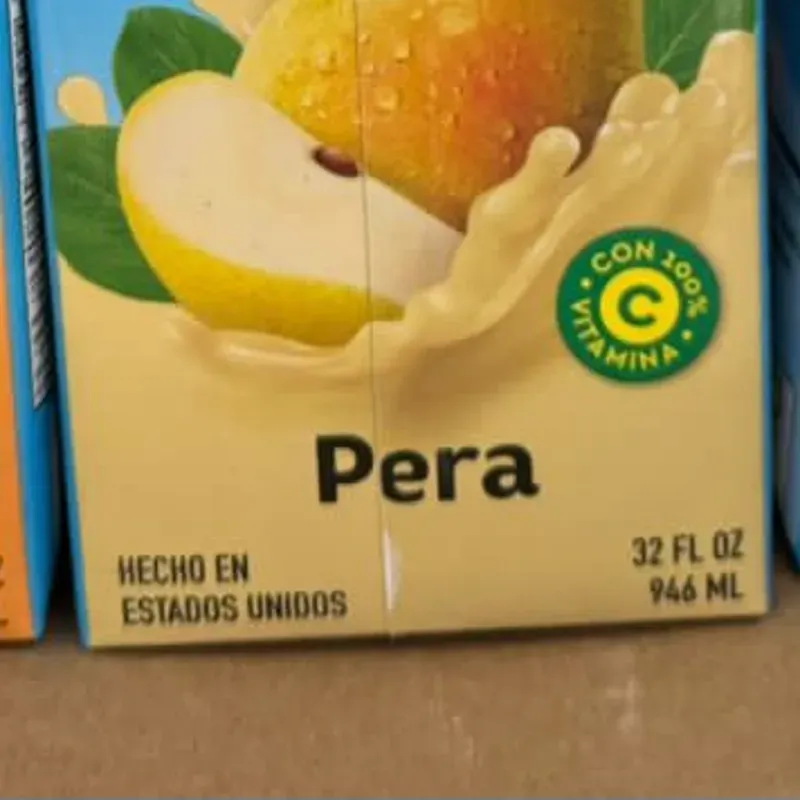 CON 100%
C
VITAMINA
Pera
HECHO EN
ESTADOS UNIDOS
32 FL OZ
946 ML